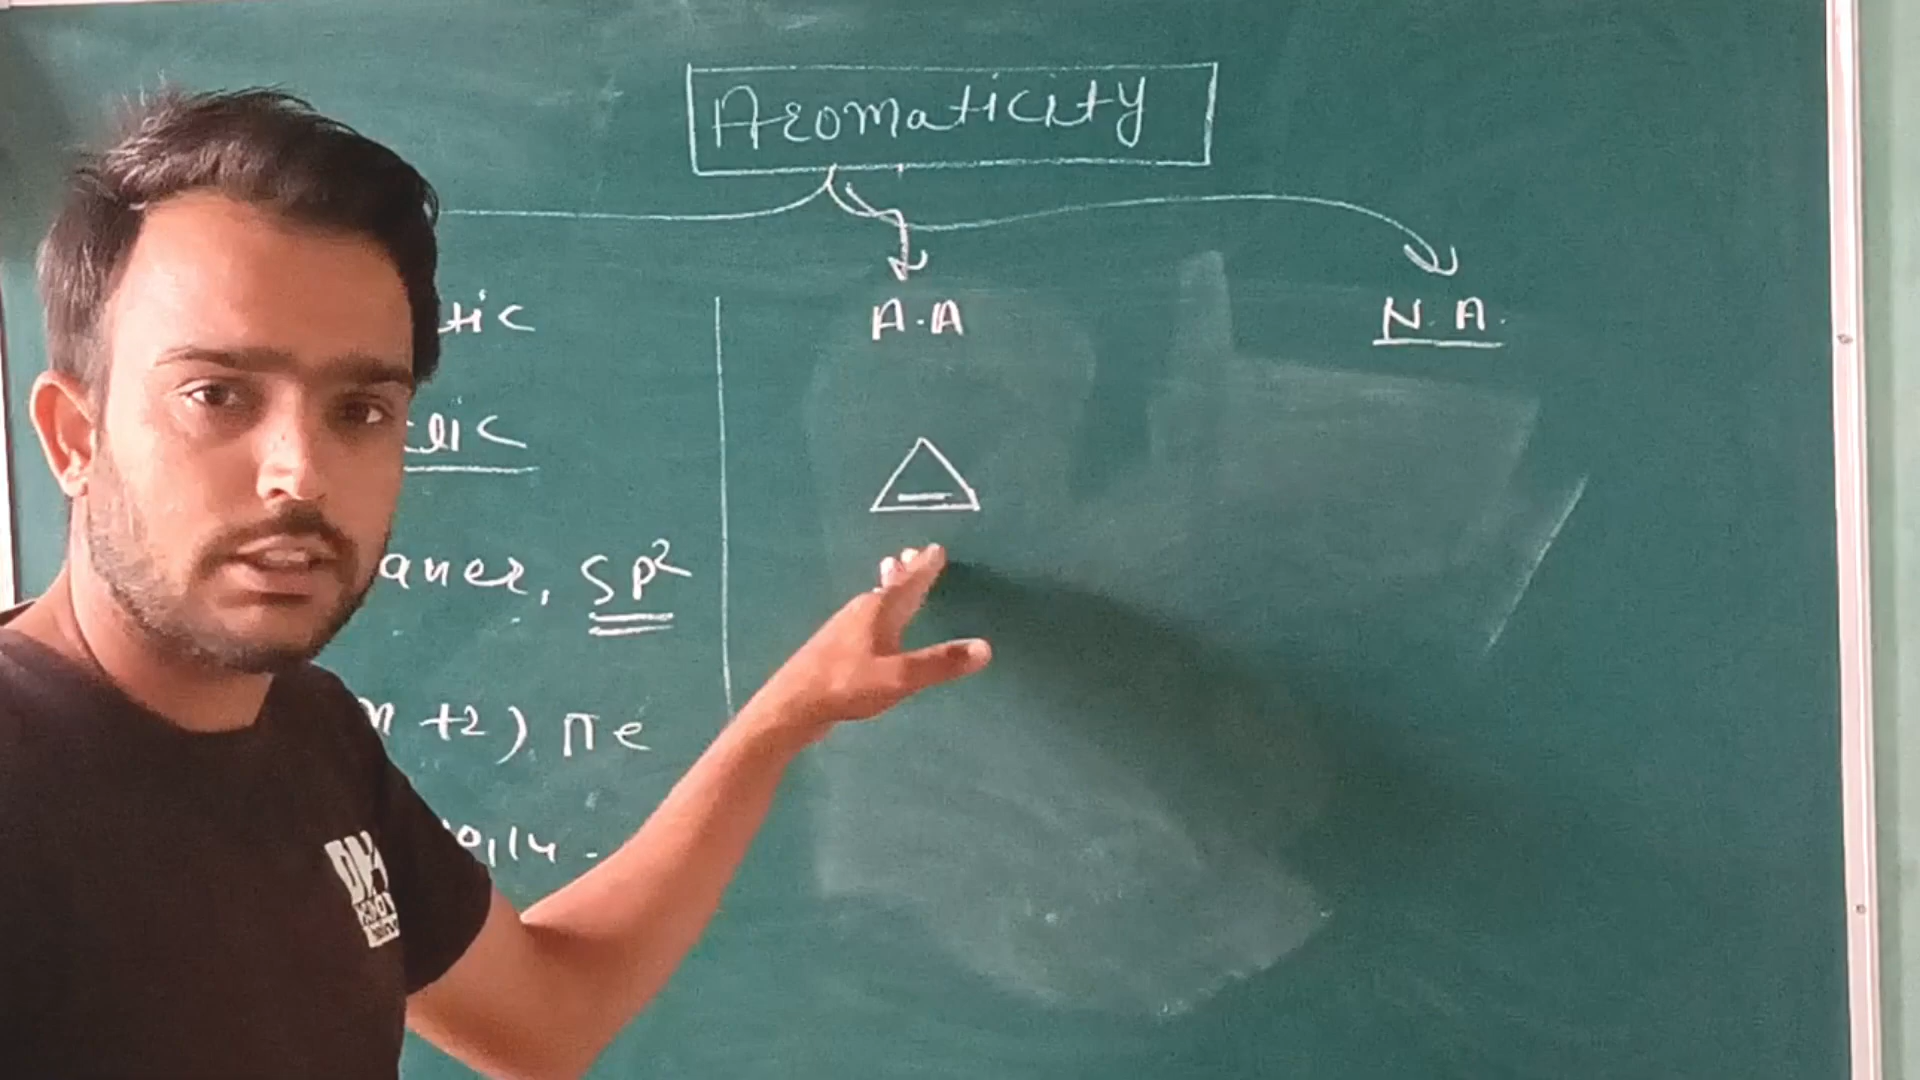 Aromaticity
tic A.A N.A.
clic
aner, sp²
n +2) πe
0,14 -